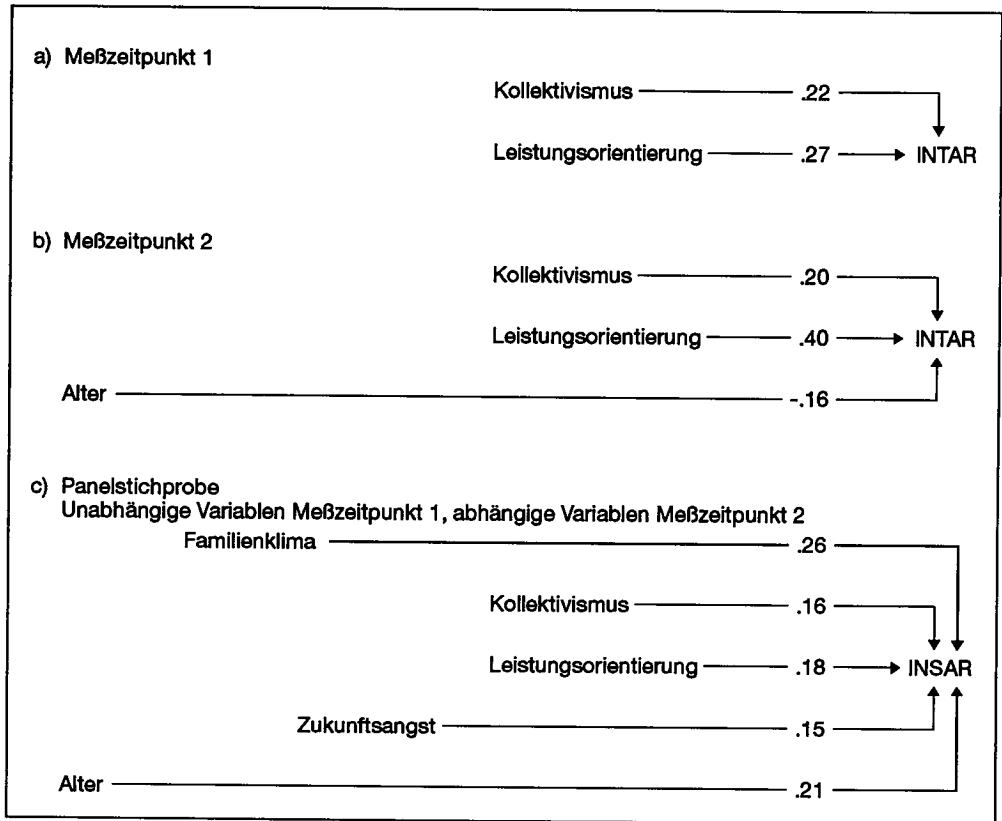 a) Meßzeitpunkt 1
Kollektivismus .22
Leistungsorientierung .27 INTAR
b) Meßzeitpunkt 2
Kollektivismus .20
Leistungsorientierung .40 INTAR
Alter -.16
c) Panelstichprobe
Unabhängige Variablen Meßzeitpunkt 1, abhängige Variablen Meßzeitpunkt 2
Familienklima .26
Kollektivismus .16
Leistungsorientierung .18 INSAR
Zukunftsangst .15
Alter .21